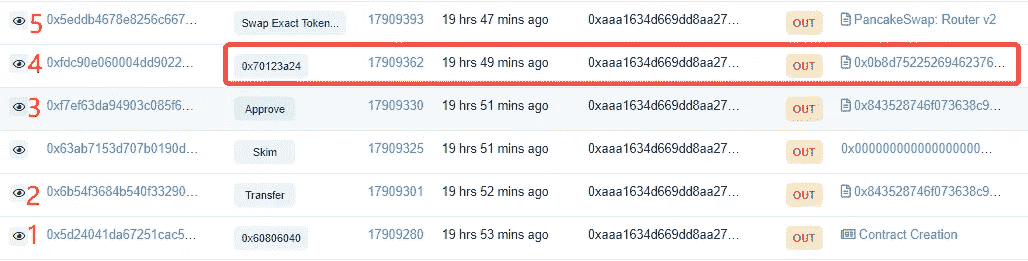 5 0x5eddb4678e8256c667... Swap Exact Token... 17909393 19 hrs 47 mins ago 0xaaa1634d669dd8aa27... OUT PancakeSwap: Router v2
4 0xfdc90e060004dd9022... 0x70123a24 17909362 19 hrs 49 mins ago 0xaaa1634d669dd8aa27... OUT 0x0b8d75225269462376...
3 0xf7ef63da94903c085f6... Approve 17909330 19 hrs 51 mins ago 0xaaa1634d669dd8aa27... OUT 0x843528746f073638c9...
0x63ab7153d707b0190d... Skim 17909325 19 hrs 51 mins ago 0xaaa1634d669dd8aa27... OUT 0x000000000000000000...
2 0x6b54f3684b540f33290... Transfer 17909301 19 hrs 52 mins ago 0xaaa1634d669dd8aa27... OUT 0x843528746f073638c9...
1 0x5d24041da67251cac5... 0x60806040 17909280 19 hrs 53 mins ago 0xaaa1634d669dd8aa27... OUT Contract Creation